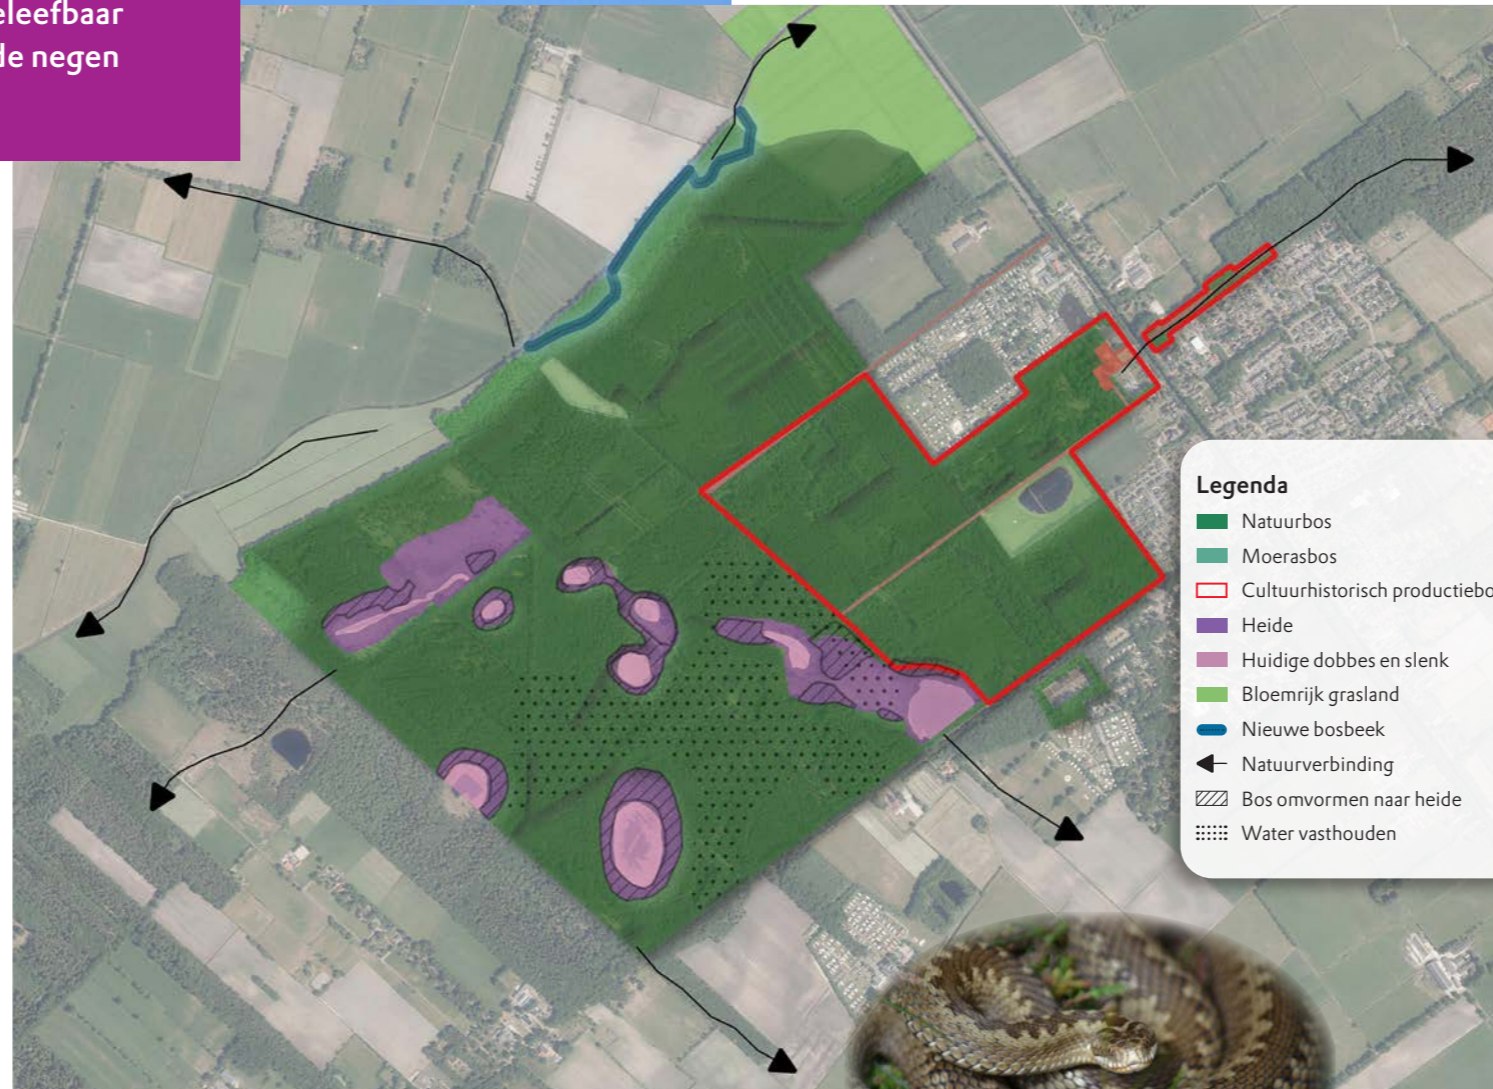 eleefbaar
de negen
Legenda
Natuurbos
Moerasbos
Cultuurhistorisch productiebo
Heide
Huidige dobbes en slenk
Bloemrijk grasland
Nieuwe bosbeek
Natuurverbinding
Bos omvormen naar heide
Water vasthouden